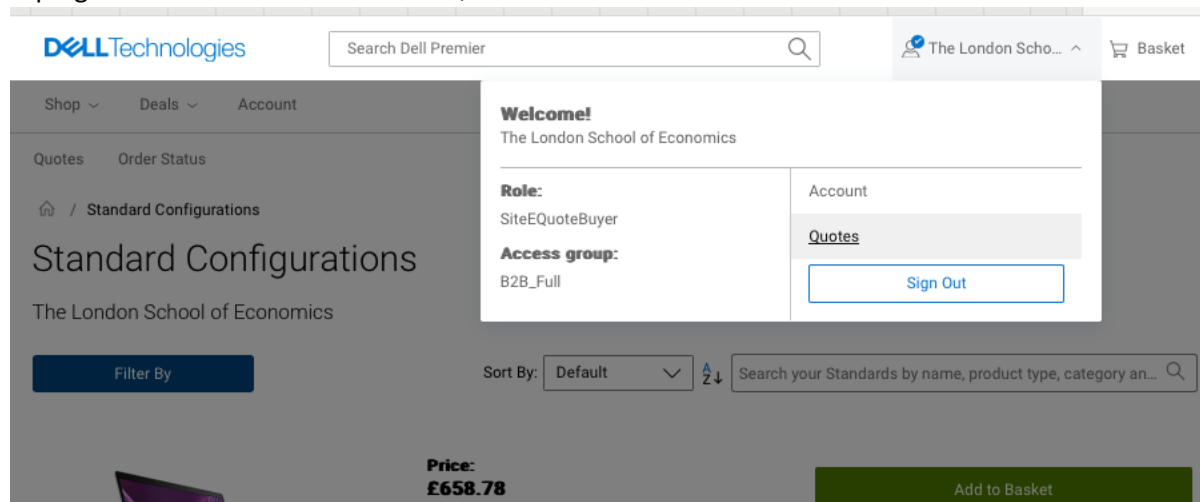 DELLTechnologies
Search Dell Premier
The London Scho...
Basket
Shop
Deals
Account
Welcome!
The London School of Economics
Quotes
Order Status
Role:
SiteEQuoteBuyer
Access group:
B2B_Full
Account
Quotes
Sign Out
/ Standard Configurations
Standard Configurations
The London School of Economics
Filter By
Sort By:
Default
A
Z
Search your Standards by name, product type, category an...
Price:
£658.78
Add to Basket